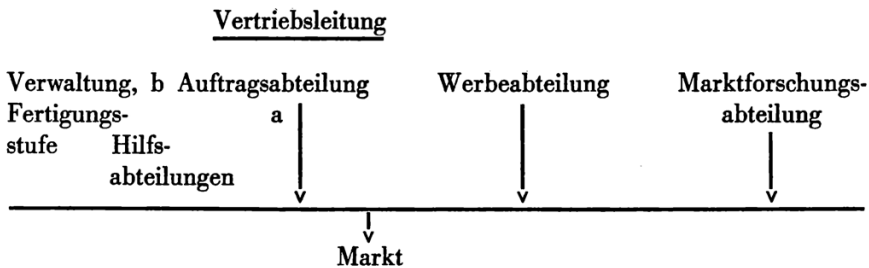 Vertriebsleitung
Verwaltung, b Auftragsabteilung Werbeabteilung Marktforschungs-
Fertigungs- a abteilung
stufe Hilfs-
abteilungen
Markt